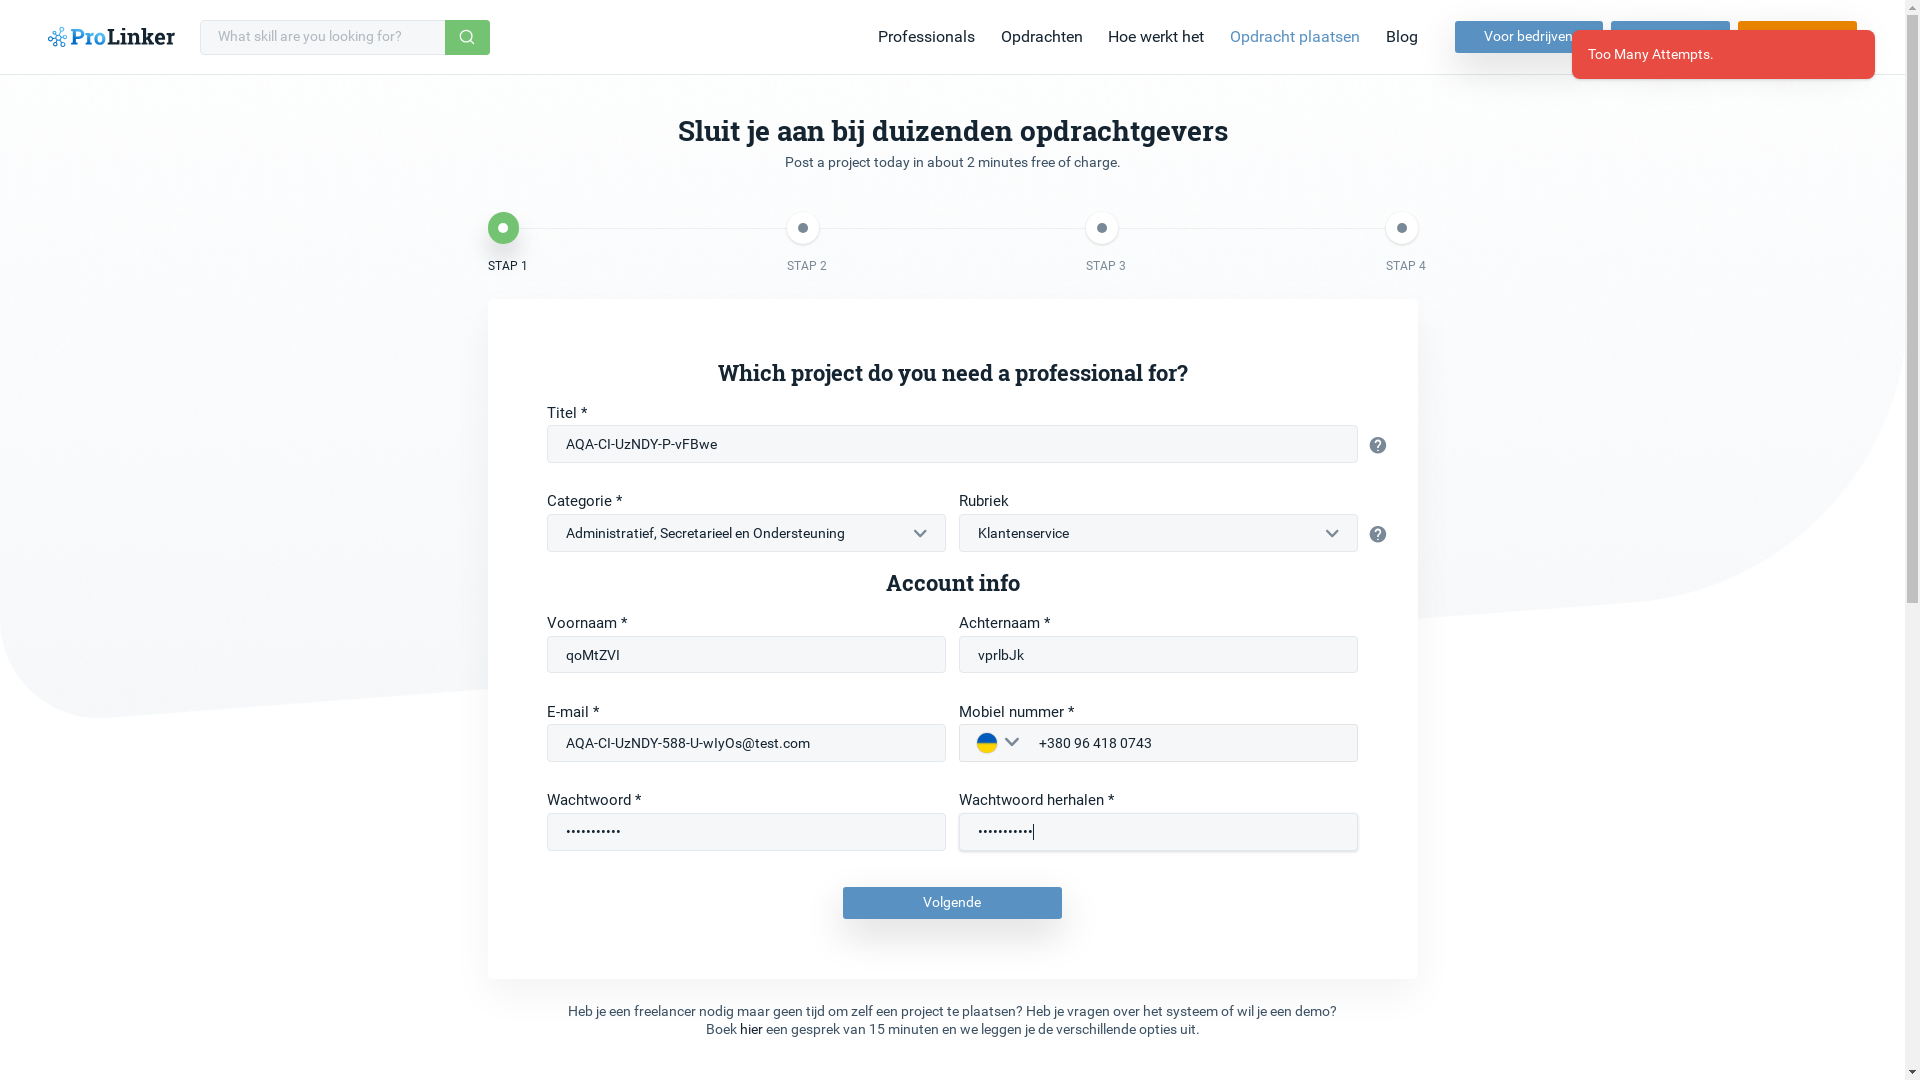 ProLinker
What skill are you looking for?
Professionals
Opdrachten
Hoe werkt het
Opdracht plaatsen
Blog
Voor bedrijven
Too Many Attempts.
Sluit je aan bij duizenden opdrachtgevers
Post a project today in about 2 minutes free of charge.
STAP 1
STAP 2
STAP 3
STAP 4
Which project do you need a professional for?
Titel *
AQA-CI-UzNDY-P-vFBwe
?
Categorie *
Rubriek
Administratief, Secretarieel en Ondersteuning
Klantenservice
?
Account info
Voornaam *
Achternaam *
qoMtZVI
vprlbJk
E-mail *
Mobiel nummer *
AQA-CI-UzNDY-588-U-wIyOs@test.com
+380 96 418 0743
Wachtwoord *
Wachtwoord herhalen *
•••••••••••
•••••••••••
Volgende
Heb je een freelancer nodig maar geen tijd om zelf een project te plaatsen? Heb je vragen over het systeem of wil je een demo?
Boek hier een gesprek van 15 minuten en we leggen je de verschillende opties uit.